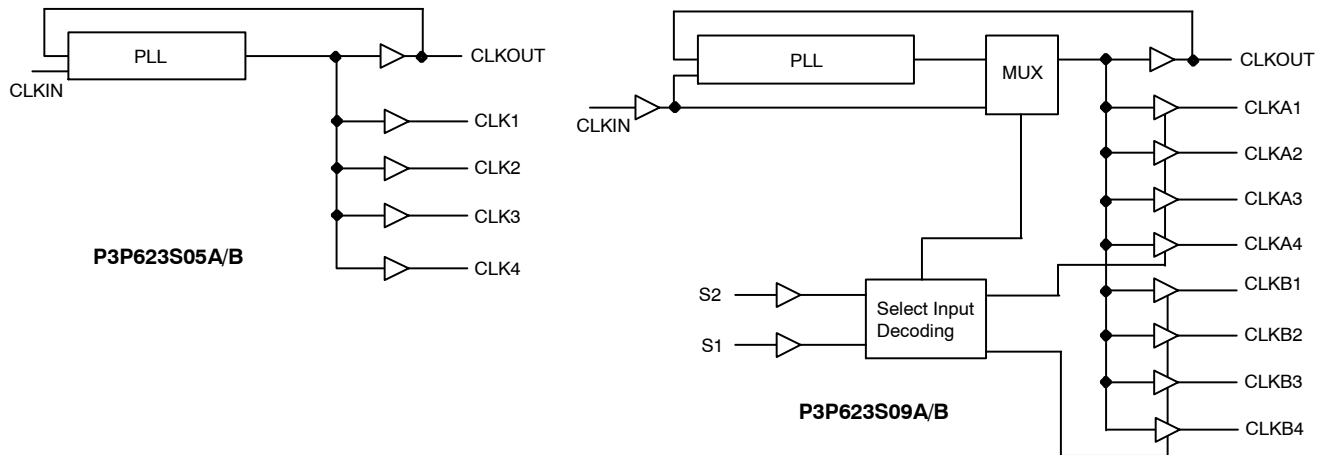 PLL
CLKOUT
CLKIN
CLK1
CLK2
CLK3
CLK4
P3P623S05A/B
PLL
MUX
CLKOUT
CLKIN
CLKA1
CLKA2
CLKA3
CLKA4
S2
S1
Select Input
Decoding
CLKB1
CLKB2
CLKB3
CLKB4
P3P623S09A/B